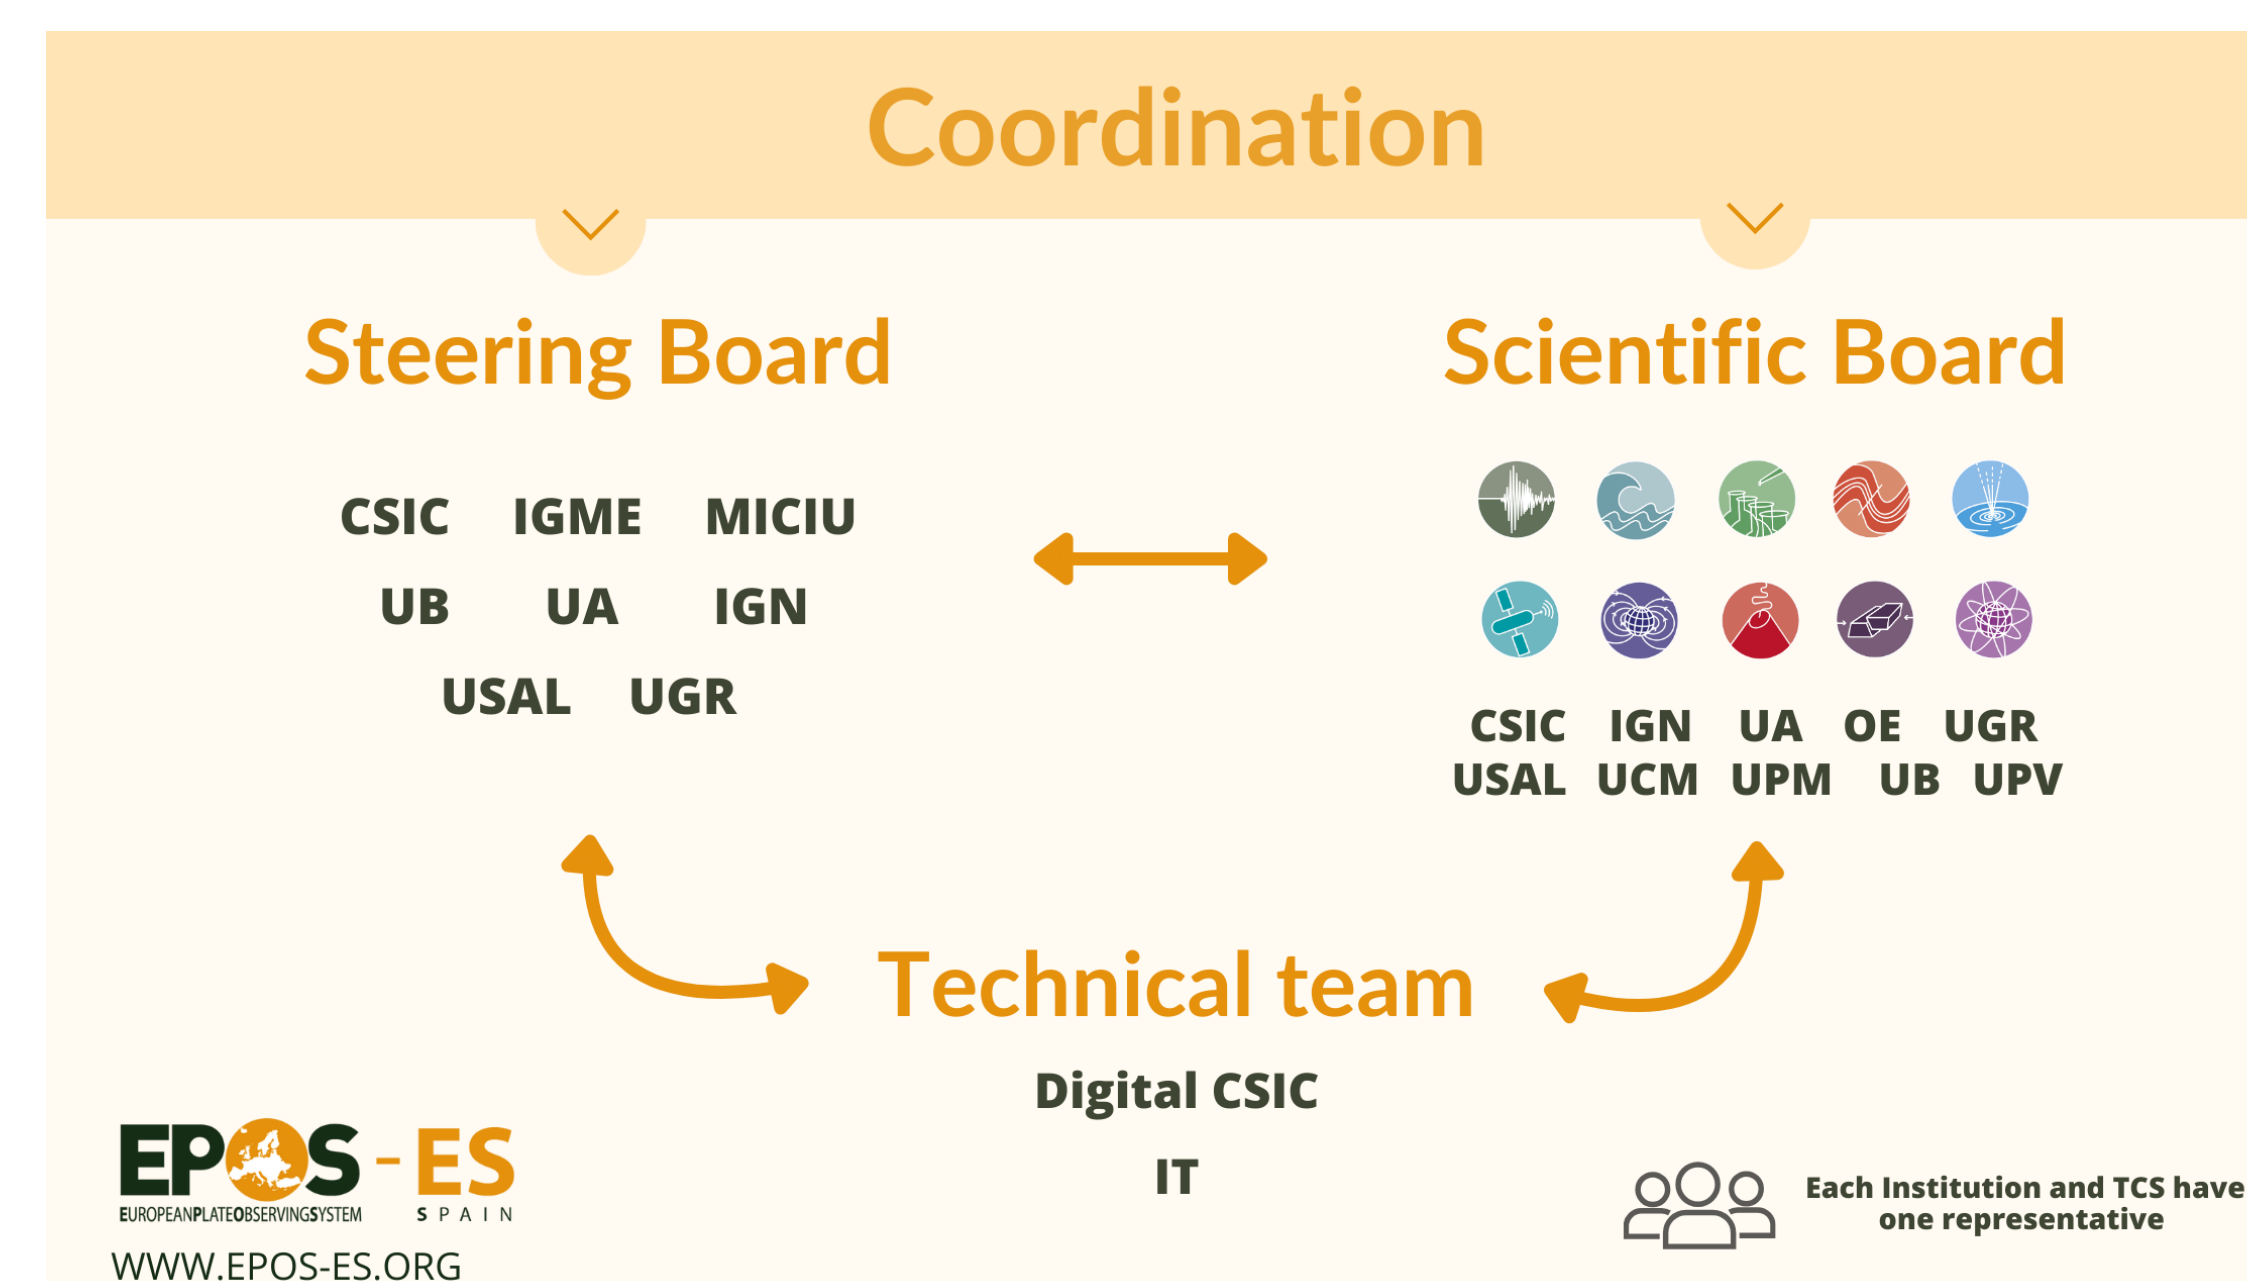 Coordination
Steering Board
CSIC IGME MICIU
UB UA IGN
USAL UGR
Scientific Board
CSIC IGN UA OE UGR
USAL UCM UPM UB UPV
Technical team
Digital CSIC
IT
EPOS-ES
EUROPEANPLATEOBSERVINGSYSTEM SPAIN
WWW.EPOS-ES.ORG
Each Institution and TCS have
one representative